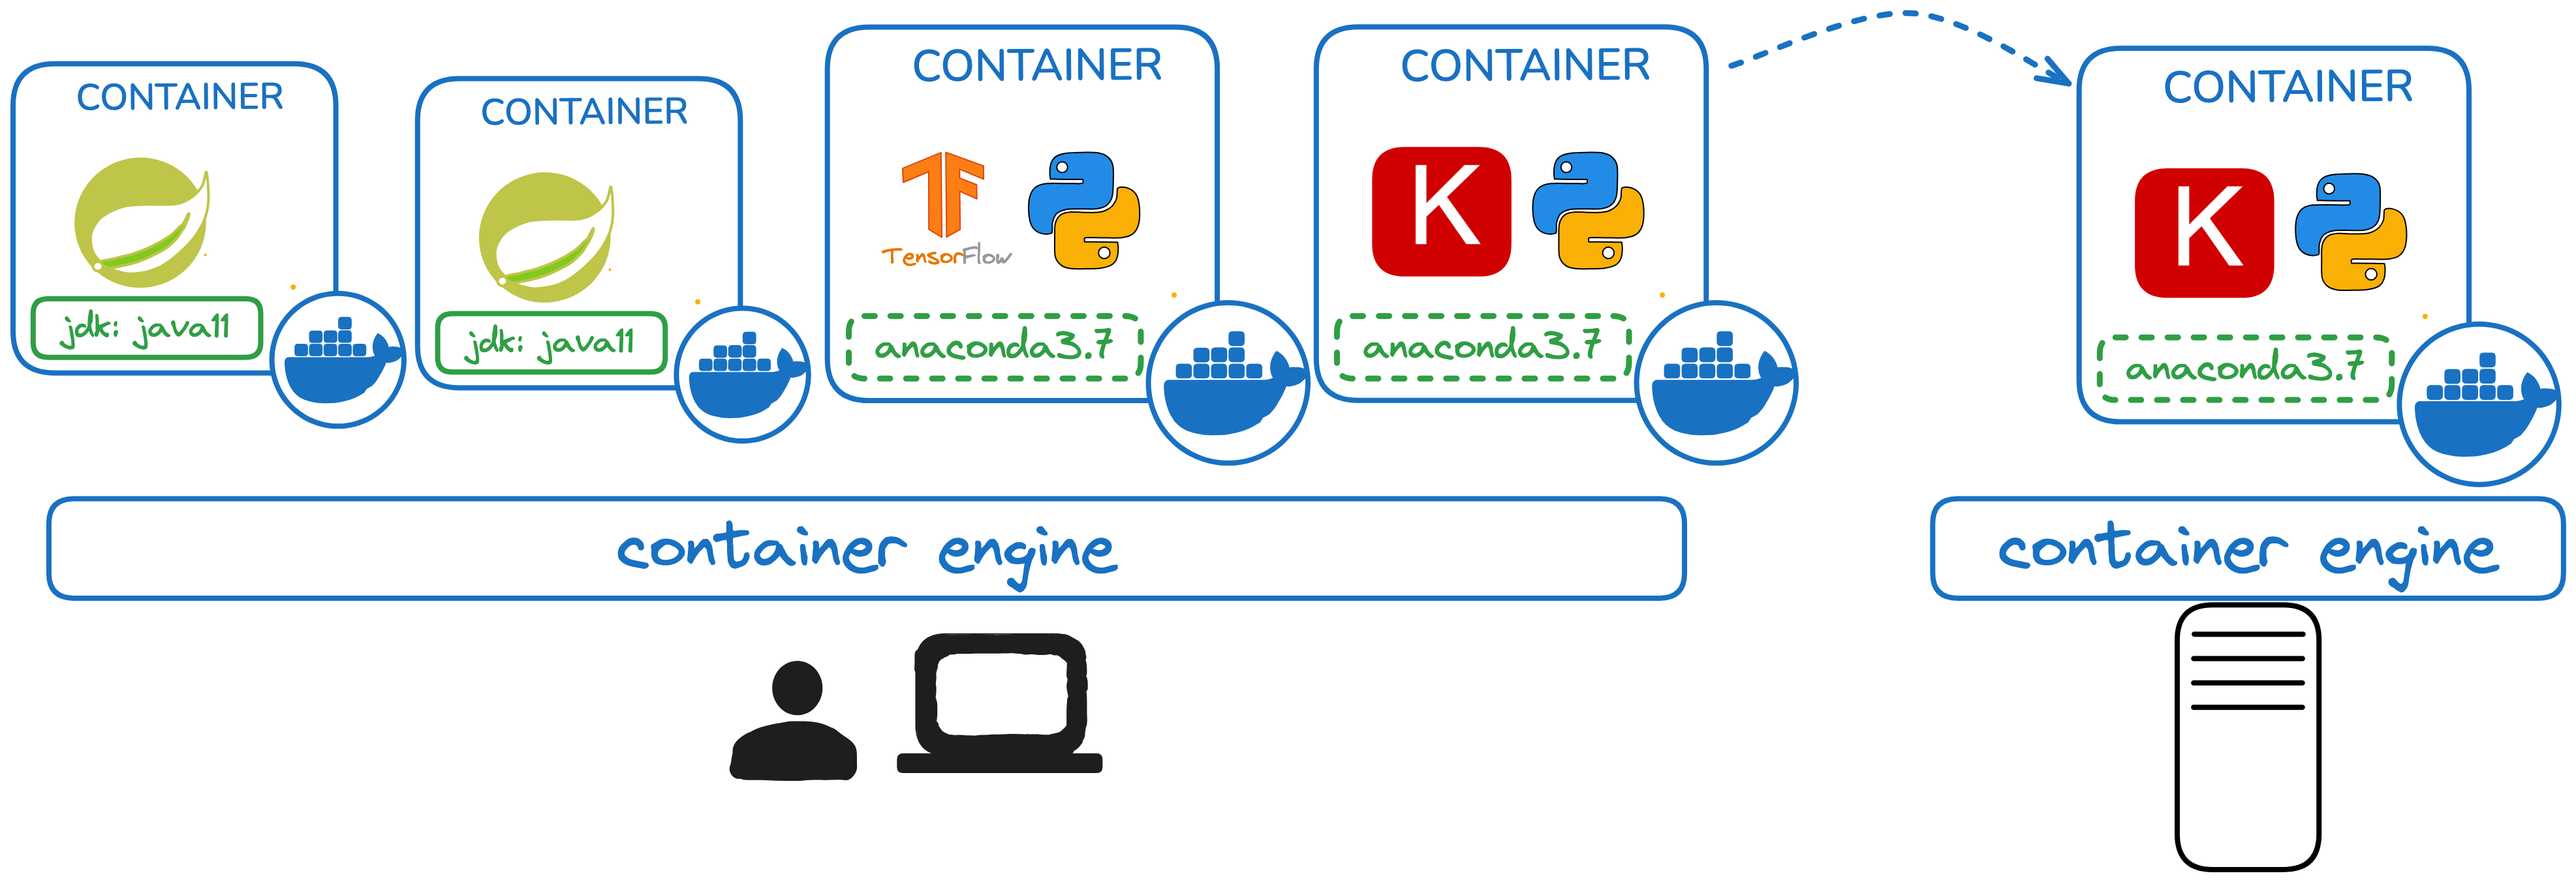 CONTAINER
jdk: java11
CONTAINER
jdk: java11
CONTAINER
TF
TensorFlow
anaconda3.7
CONTAINER
K
anaconda3.7
CONTAINER
K
anaconda3.7
container engine
container engine